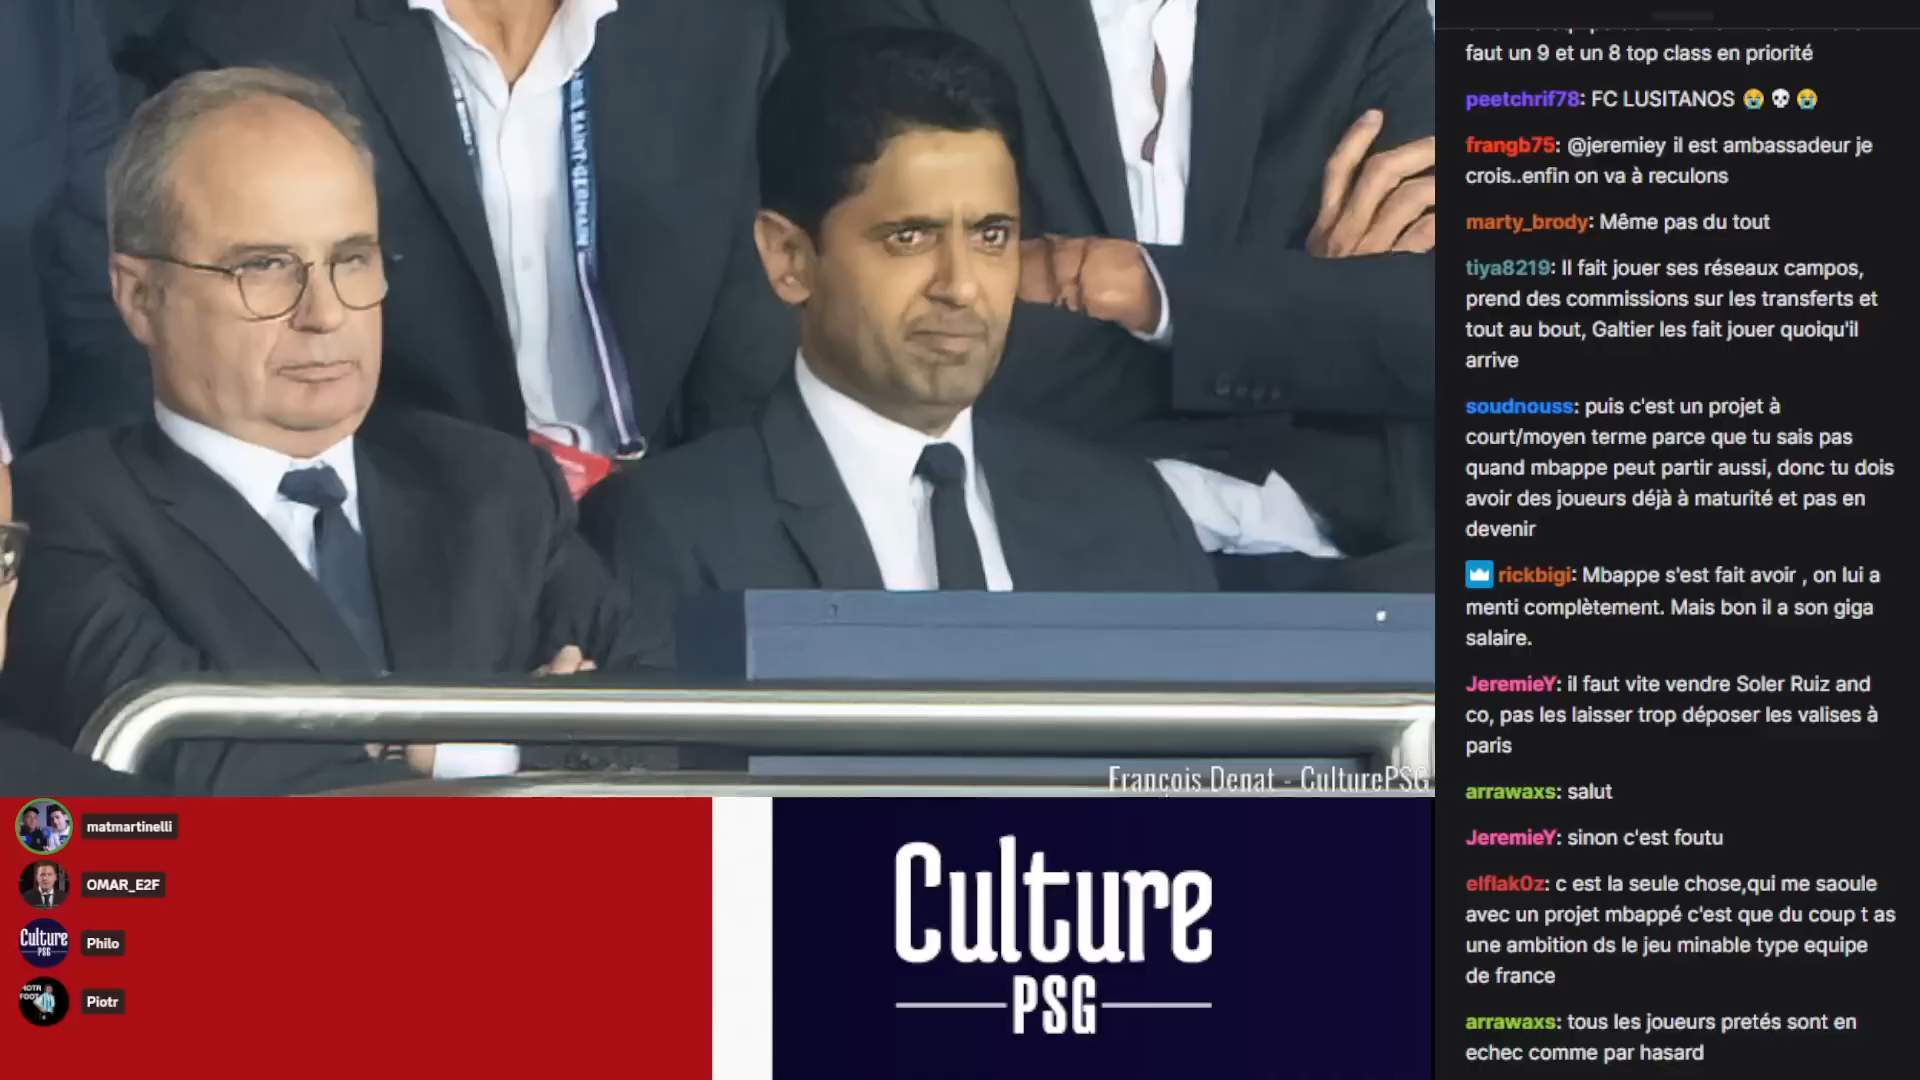 ARIS SAINT-GERMAIN
François Denat - CulturePSG
matmartinelli
OMAR_E2F
Culture
PSG
Philo
Piotr
Culture
PSG
faut un 9 et un 8 top class en priorité
peetchrif78: FC LUSITANOS 😭 💀 😭
frangb75: @jeremiey il est ambassadeur je
crois..enfin on va à reculons
marty_brody: Même pas du tout
tiya8219: Il fait jouer ses réseaux campos,
prend des commissions sur les transferts et
tout au bout, Galtier les fait jouer quoiqu'il
arrive
soudnouss: puis c'est un projet à
court/moyen terme parce que tu sais pas
quand mbappe peut partir aussi, donc tu dois
avoir des joueurs déjà à maturité et pas en
devenir
rickbigi: Mbappe s'est fait avoir , on lui a
menti complètement. Mais bon il a son giga
salaire.
JeremieY: il faut vite vendre Soler Ruiz and
co, pas les laisser trop déposer les valises à
paris
arrawaxs: salut
JeremieY: sinon c'est foutu
elflak0z: c est la seule chose,qui me saoule
avec un projet mbappé c'est que du coup t as
une ambition ds le jeu minable type equipe
de france
arrawaxs: tous les joueurs pretés sont en
echec comme par hasard